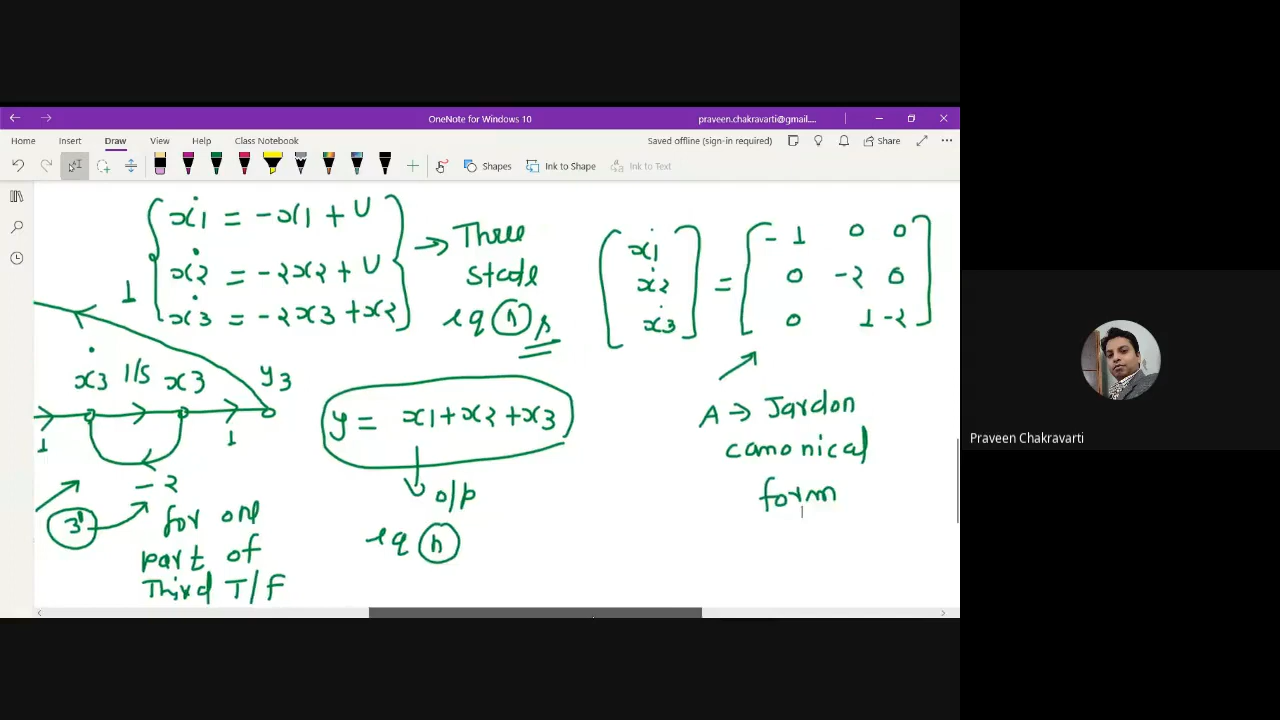 OneNote for Windows 10
praveen.chakravarti@gmail....
Home Insert Draw View Help Class Notebook
Saved offline (sign-in required)
Share
Shapes
Ink to Shape
Ink to Text
ẋ1 = -x1 + U
ẋ2 = -2x2 + U
ẋ3 = -2x3 + x2
→ Three
State
eq (n) s
[ẋ1 ẋ2 ẋ3] =
-1 0 0
0 -2 0
0 1 -2
A → Jardon
canonical
form
1
ẋ3 1/s x3 y3
1 1
-2
3'
for one
part of
Third T/F
y = x1 + x2 + x3
o/p
eq (n)
Praveen Chakravarti